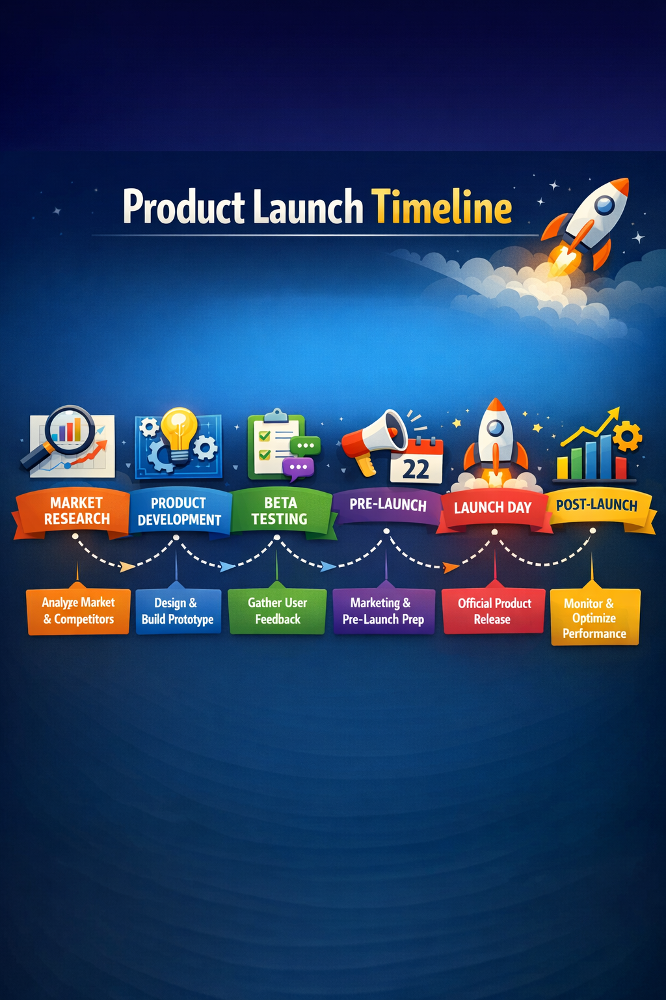 Product Launch Timeline
22
MARKET
RESEARCH
PRODUCT
DEVELOPMENT
BETA
TESTING
PRE-LAUNCH
LAUNCH DAY
POST-LAUNCH
Analyze Market
& Competitors
Design &
Build Prototype
Gather User
Feedback
Marketing &
Pre-Launch Prep
Official Product
Release
Monitor &
Optimize
Performance